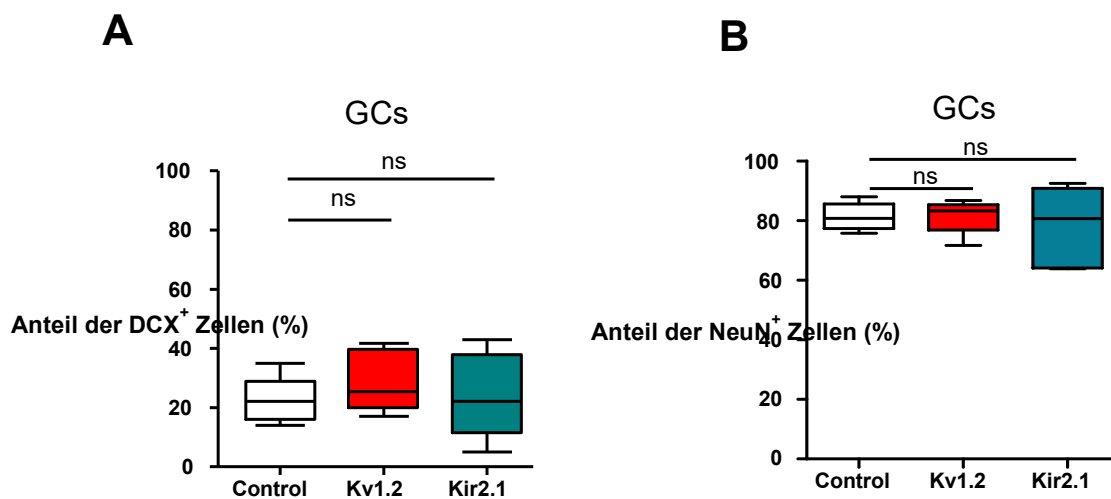 A
GCs
ns
ns
100
80
60
Anteil der DCX+ Zellen (%)
40
20
0
Control Kv1.2 Kir2.1
B
GCs
ns
ns
100
80
60
Anteil der NeuN+ Zellen (%)
40
20
0
Control Kv1.2 Kir2.1